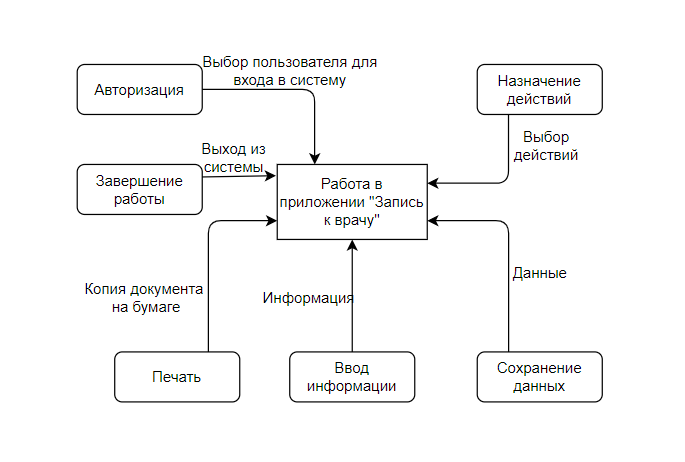 Выбор пользователя для
входа в систему
Авторизация
Назначение
действий
Выбор
действий
Выход из
системы
Завершение
работы
Работа в
приложении "Запись
к врачу"
Копия документа
на бумаге
Информация
Данные
Печать
Ввод
информации
Сохранение
данных